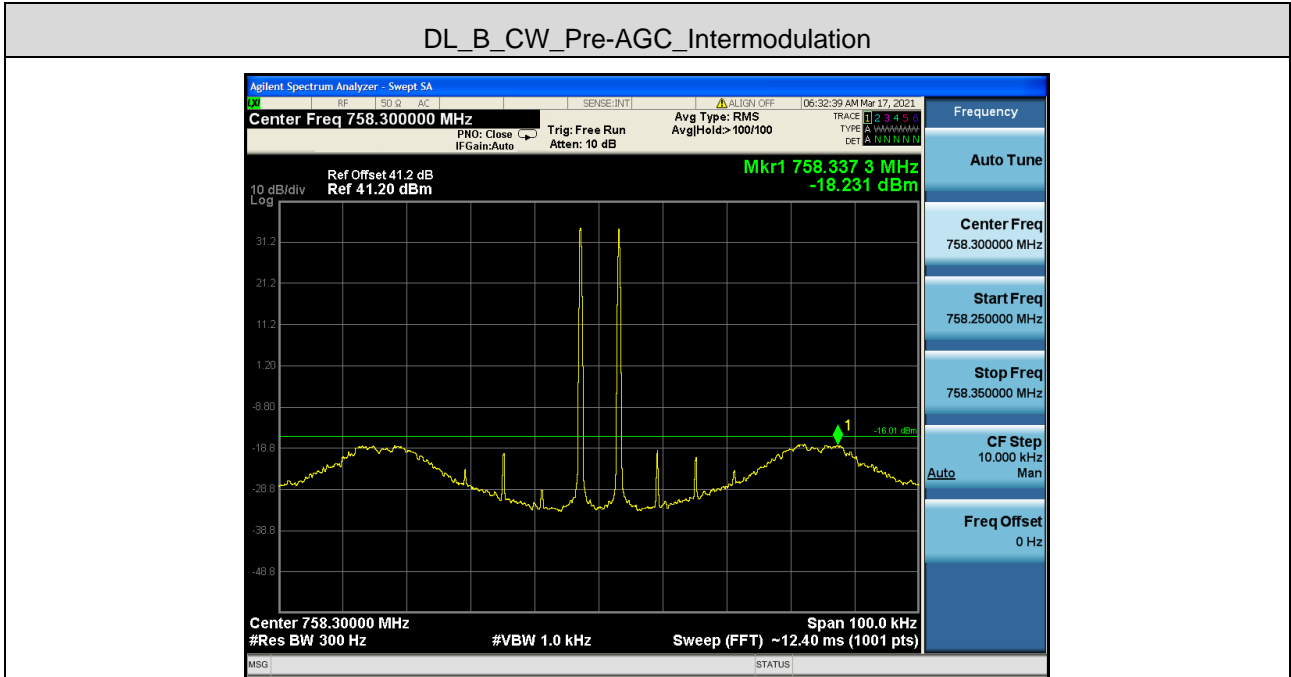 DL_B_CW_Pre-AGC_Intermodulation
Agilent Spectrum Analyzer - Swept SA
LXI RF 50 Ω AC SENSE:INT ALIGN OFF 06:32:39 AM Mar 17, 2021
Center Freq 758.300000 MHz
PNO: Close
IFGain:Auto
Trig: Free Run
Atten: 10 dB
Avg Type: RMS
Avg|Hold:>100/100
TRACE 1 2 3 4 5 6
TYPE A WWWWW
DET A N N N N N
Frequency
Mkr1 758.337 3 MHz
-18.231 dBm
Ref Offset 41.2 dB
10 dB/div Ref 41.20 dBm
Log
31.2
21.2
11.2
1.20
-8.80
-18.8
-28.8
-38.8
-48.8
1
-16.01 dBm
Center 758.30000 MHz Span 100.0 kHz
#Res BW 300 Hz #VBW 1.0 kHz Sweep (FFT) ~12.40 ms (1001 pts)
Auto Tune
Center Freq
758.300000 MHz
Start Freq
758.250000 MHz
Stop Freq
758.350000 MHz
CF Step
10.000 kHz
Auto Man
Freq Offset
0 Hz
MSG STATUS